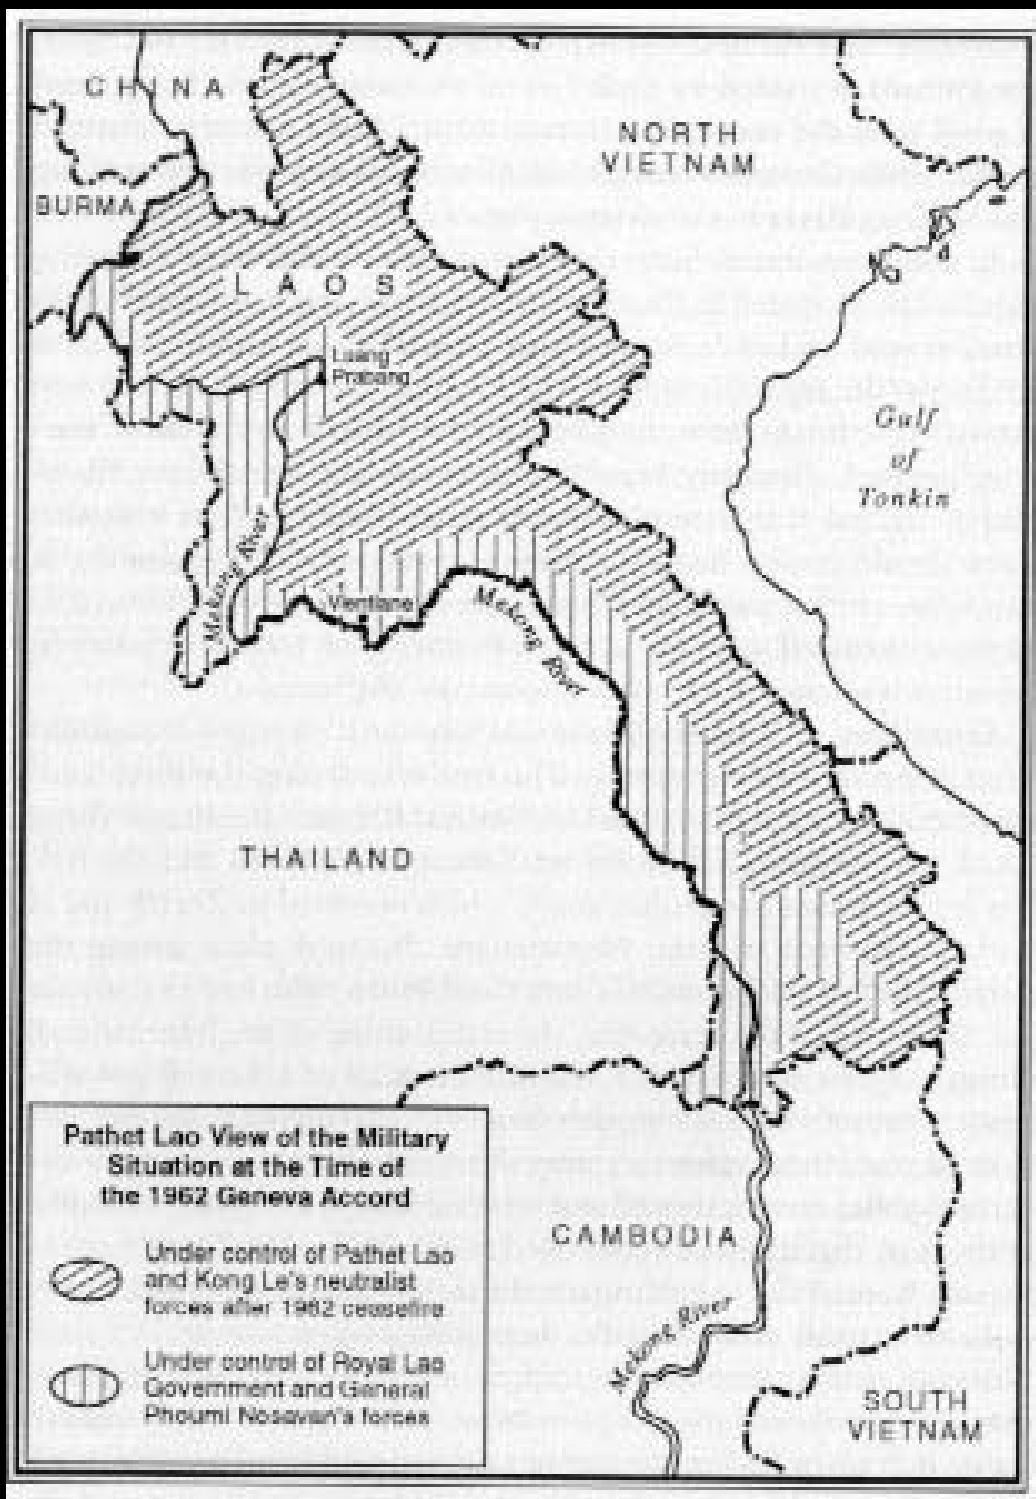 CHINA
NORTH
VIETNAM
BURMA
LAOS
Luang
Prabang
Gulf
of
Tonkin
Mekong River
Vientiane
Mekong River
THAILAND
Pathet Lao View of the Military
Situation at the Time of
the 1962 Geneva Accord
Under control of Pathet Lao
and Kong Le's neutralist
forces after 1962 ceasefire
Under control of Royal Lao
Government and General
Phoumi Nosavan's forces
CAMBODIA
Mekong River
SOUTH
VIETNAM